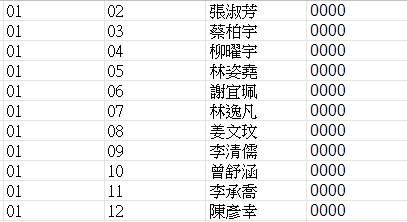 01 02 張淑芳 0000
01 03 蔡柏宇 0000
01 04 柳曜宇 0000
01 05 林姿堯 0000
01 06 謝宜珮 0000
01 07 林逸凡 0000
01 08 姜文玟 0000
01 09 李清儒 0000
01 10 曾舒涵 0000
01 11 李承喬 0000
01 12 陳彥幸 0000